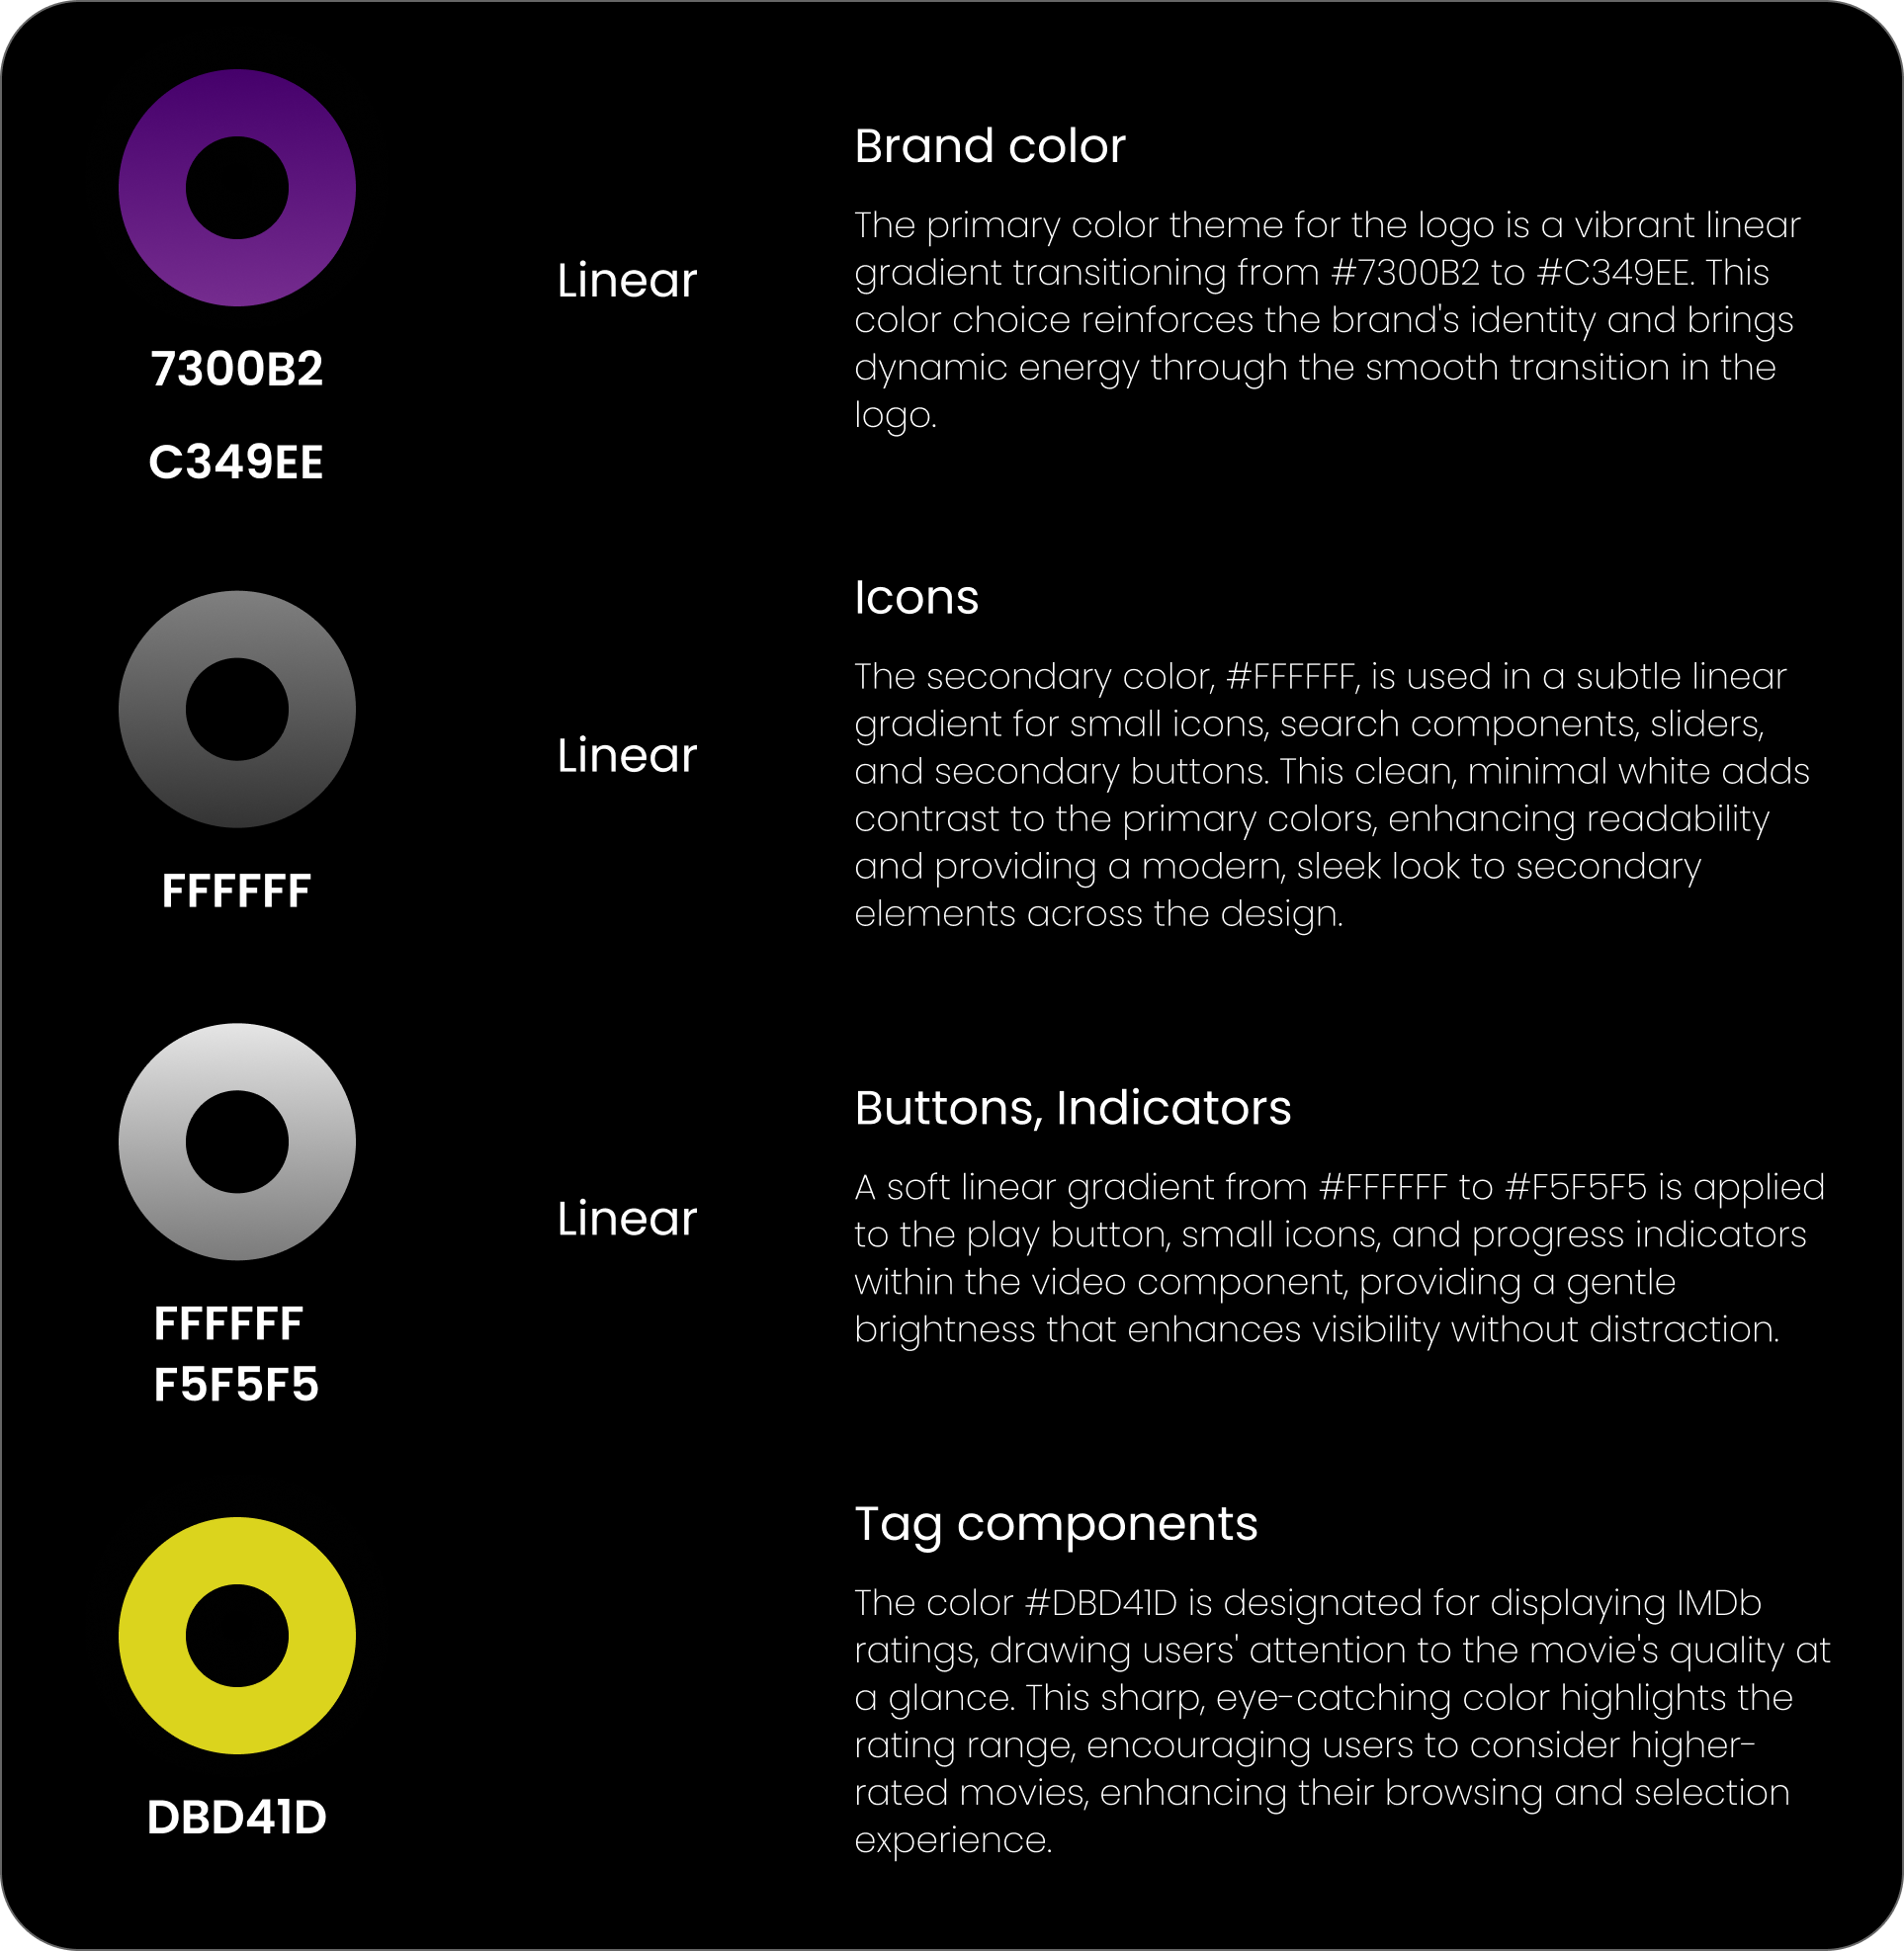 7300B2
C349EE
Linear
Brand color
The primary color theme for the logo is a vibrant linear
gradient transitioning from #7300B2 to #C349EE. This
color choice reinforces the brand's identity and brings
dynamic energy through the smooth transition in the
logo.
FFFFFF
Linear
Icons
The secondary color, #FFFFFF, is used in a subtle linear
gradient for small icons, search components, sliders,
and secondary buttons. This clean, minimal white adds
contrast to the primary colors, enhancing readability
and providing a modern, sleek look to secondary
elements across the design.
FFFFFF
F5F5F5
Linear
Buttons, Indicators
A soft linear gradient from #FFFFFF to #F5F5F5 is applied
to the play button, small icons, and progress indicators
within the video component, providing a gentle
brightness that enhances visibility without distraction.
DBD41D
Tag components
The color #DBD41D is designated for displaying IMDb
ratings, drawing users' attention to the movie's quality at
a glance. This sharp, eye-catching color highlights the
rating range, encouraging users to consider higher-
rated movies, enhancing their browsing and selection
experience.